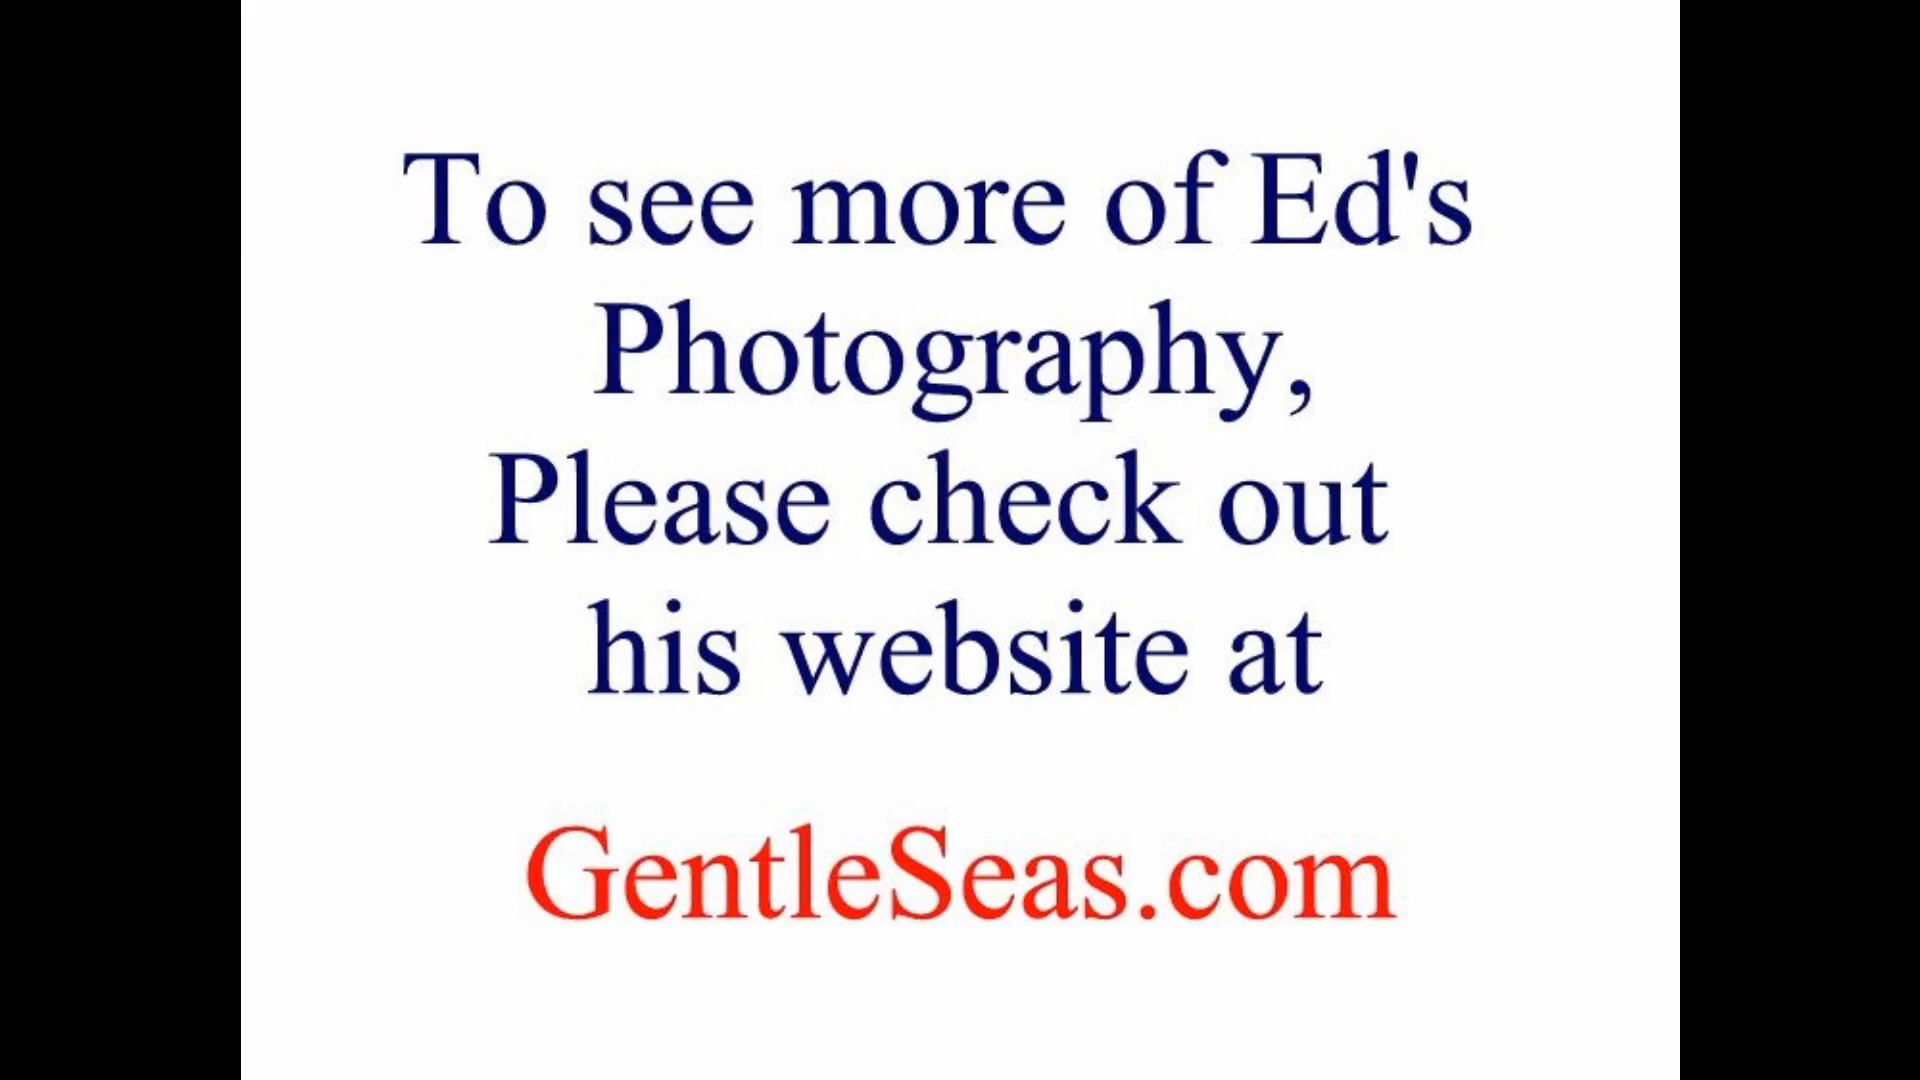 To see more of Ed's
Photography,
Please check out
his website at
GentleSeas.com